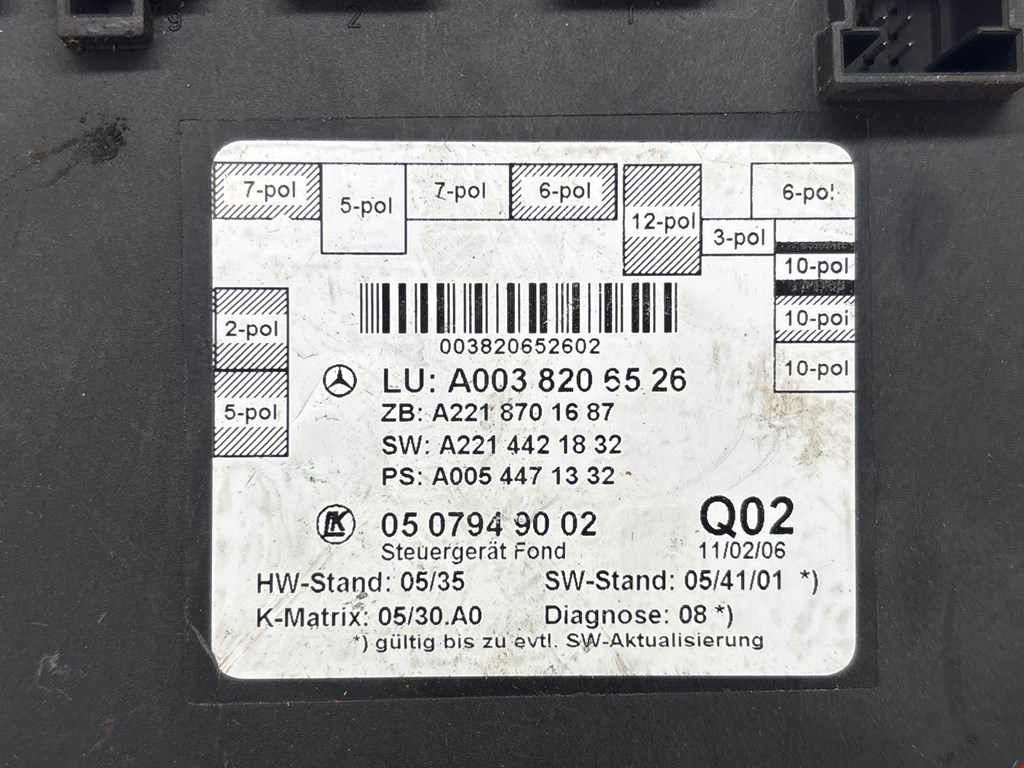 9 2 1
7-pol 5-pol 7-pol 6-pol 12-pol 3-pol 6-pol
10-pol
10-pol
10-pol
2-pol
5-pol
003820652602
LU: A003 820 65 26
ZB: A221 870 16 87
SW: A221 442 18 32
PS: A005 447 13 32
05 0794 90 02
Steuergerät Fond
Q02
11/02/06
HW-Stand: 05/35 SW-Stand: 05/41/01 *)
K-Matrix: 05/30.A0 Diagnose: 08 *)
*) gültig bis zu evtl. SW-Aktualisierung